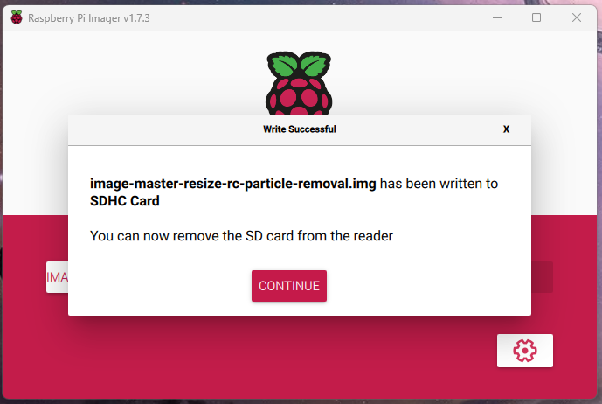 Raspberry Pi Imager v1.7.3
Write Successful
X
image-master-resize-rc-particle-removal.img has been written to
SDHC Card
You can now remove the SD card from the reader
IMA
CONTINUE